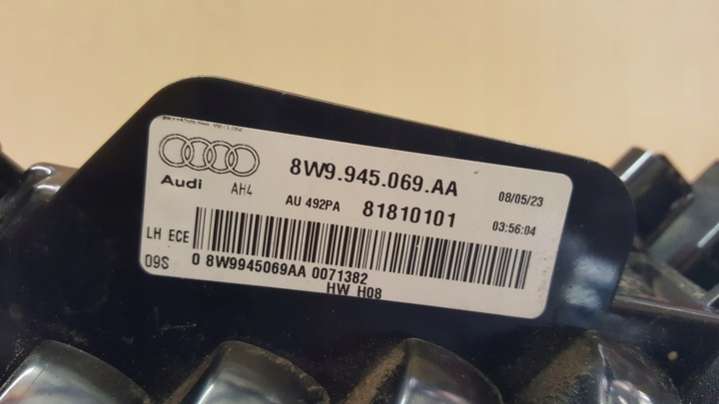 8W9.945.069.AA
08/05/23
Audi AH4 AU 492PA 81810101 03:56:04
LH ECE
09S 0 8W9945069AA 0071382
HW H08